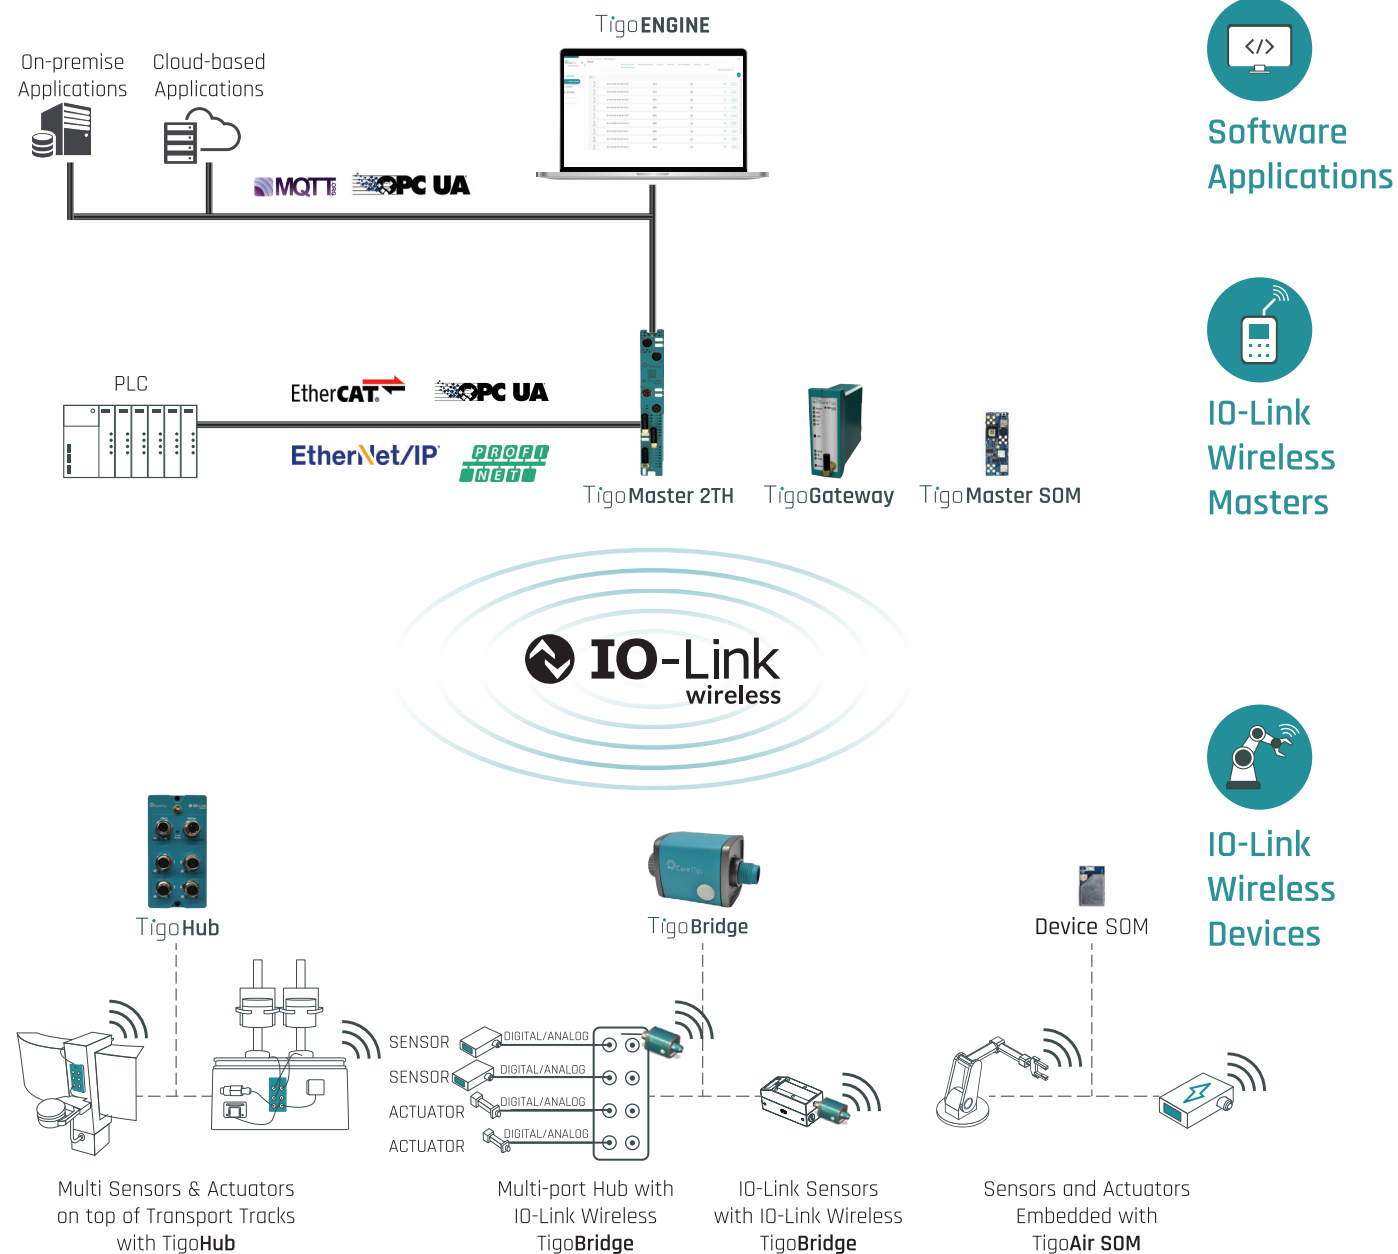 TigoENGINE
On-premise
Applications
Cloud-based
Applications
MQTT.ORG
OPC UA
Software
Applications
PLC
EtherCAT
OPC UA
EtherNet/IP
PROFI
NET
TigoMaster 2TH
TigoGateway
TigoMaster SOM
IO-Link
Wireless
Masters
IO-Link
wireless
TigoHub
CoreTigo
TigoBridge
Device SOM
IO-Link
Wireless
Devices
SENSOR
DIGITAL/ANALOG
SENSOR
DIGITAL/ANALOG
ACTUATOR
DIGITAL/ANALOG
ACTUATOR
DIGITAL/ANALOG
Multi Sensors & Actuators
on top of Transport Tracks
with TigoHub
Multi-port Hub with
IO-Link Wireless
TigoBridge
IO-Link Sensors
with IO-Link Wireless
TigoBridge
Sensors and Actuators
Embedded with
TigoAir SOM